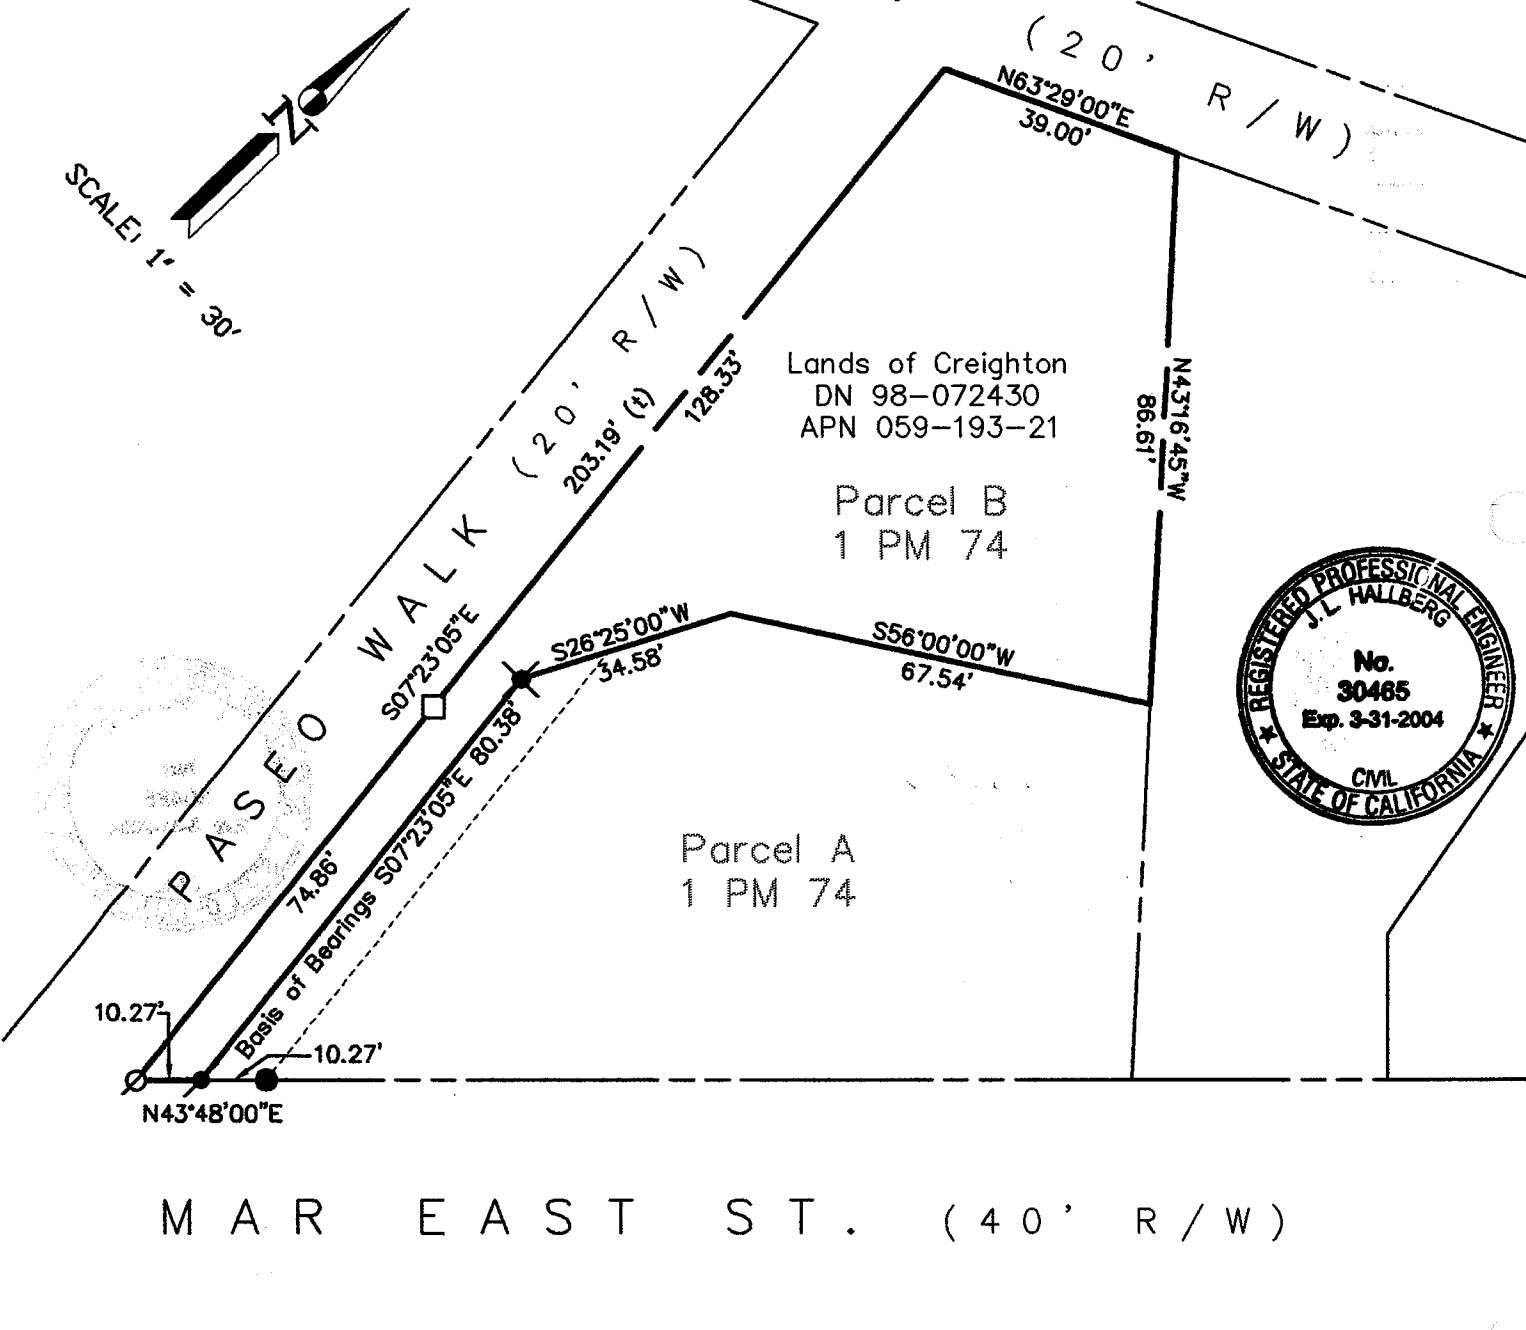 (20' R/W)
N63°29'00"E
39.00'
N
SCALE: 1" = 30'
PASEO WALK (20' R/W)
203.19' (t)
128.33'
S07°23'05"E
74.86'
Lands of Creighton
DN 98-072430
APN 059-193-21
N43°16'45"W
86.61'
Parcel B
1 PM 74
S26°25'00"W
34.58'
S56°00'00"W
67.54'
Basis of Bearings S07°23'05"E 80.38'
Parcel A
1 PM 74
REGISTERED PROFESSIONAL ENGINEER
J. L. HALLBERG
No.
30465
Exp. 3-31-2004
CIVIL
STATE OF CALIFORNIA
10.27'
10.27'
N43°48'00"E
MAR EAST ST. (40' R/W)